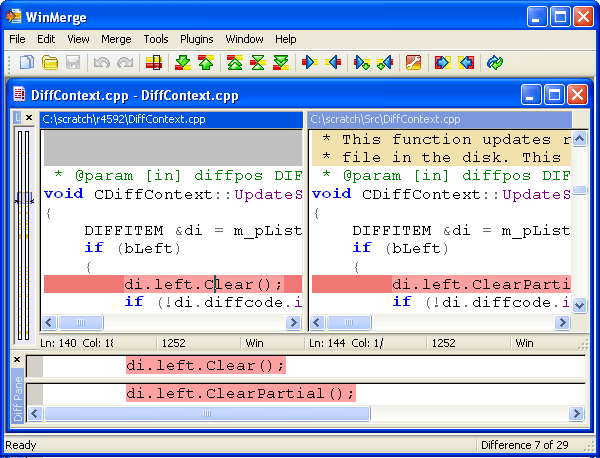 WinMerge
File Edit View Merge Tools Plugins Window Help
DiffContext.cpp - DiffContext.cpp
L
C:\scratch\r4592\DiffContext.cpp
* @param [in] diffpos DIF
void CDiffContext::UpdateS
{
DIFFITEM &di = m_pList
if (bLeft)
{
di.left.Clear();
if (!di.diffcode.i
Ln: 140 Col: 18 1252 Win
C:\scratch\Src\DiffContext.cpp
* This function updates r
* file in the disk. This
* @param [in] diffpos DIF
void CDiffContext::UpdateS
{
DIFFITEM &di = m_pList
if (bLeft)
{
di.left.ClearParti
if (!di.diffcode.i
Ln: 144 Col: 1/ 1252 Win
Diff Pane
di.left.Clear();
di.left.ClearPartial();
Ready Difference 7 of 29